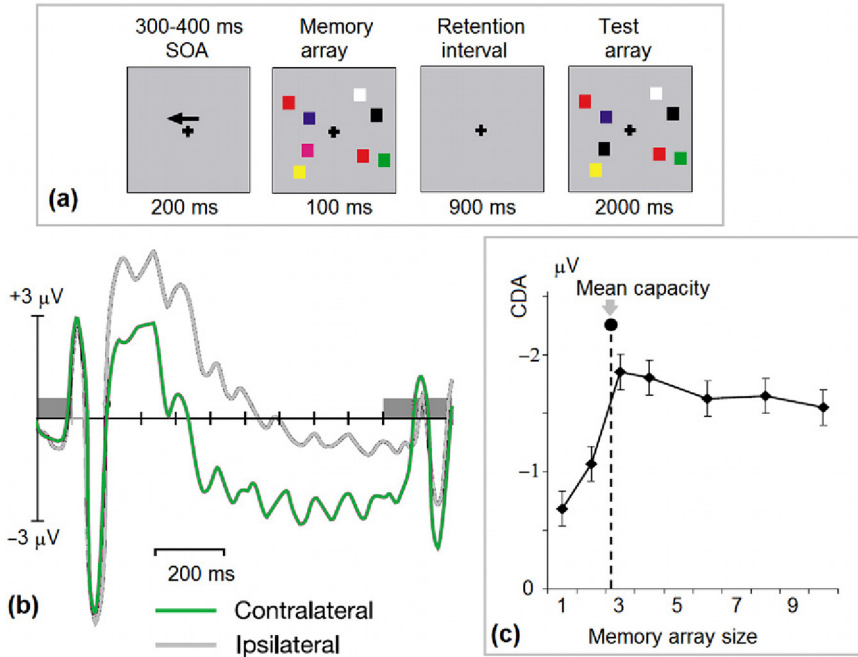 300-400 ms
SOA
Memory
array
Retention
interval
Test
array
(a)
200 ms
100 ms
900 ms
2000 ms
+3 µV
−3 µV
200 ms
(b)
Contralateral
Ipsilateral
µV
CDA
Mean capacity
−2
−1
0
1 3 5 7 9
(c)
Memory array size